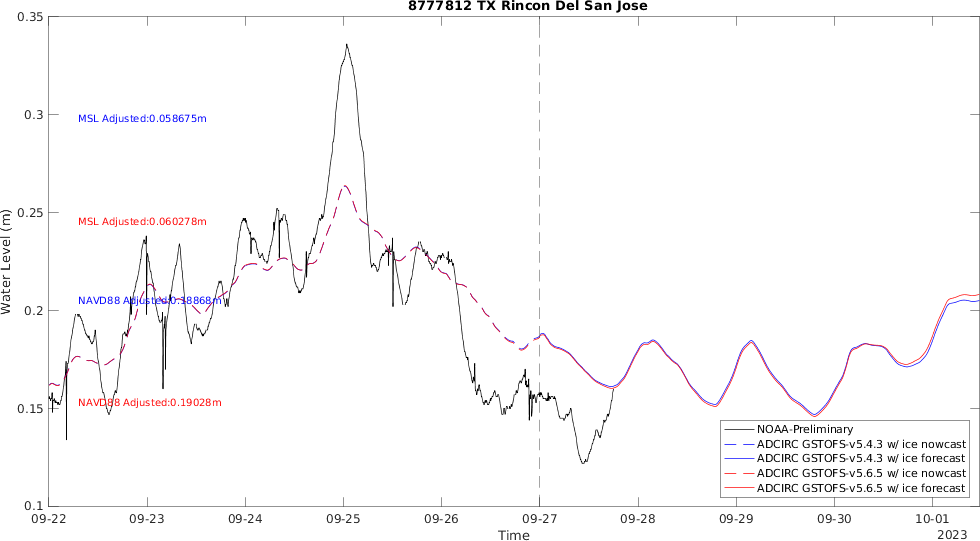 8777812 TX Rincon Del San Jose
0.35
0.3
0.25
0.2
0.15
0.1
Water Level (m)
MSL Adjusted:0.058675m
MSL Adjusted:0.060278m
NAVD88 Adjusted:0.18868m
NAVD88 Adjusted:0.19028m
NOAA-Preliminary
ADCIRC GSTOFS-v5.4.3 w/ ice nowcast
ADCIRC GSTOFS-v5.4.3 w/ ice forecast
ADCIRC GSTOFS-v5.6.5 w/ ice nowcast
ADCIRC GSTOFS-v5.6.5 w/ ice forecast
09-22 09-23 09-24 09-25 09-26 09-27 09-28 09-29 09-30 10-01
Time
2023